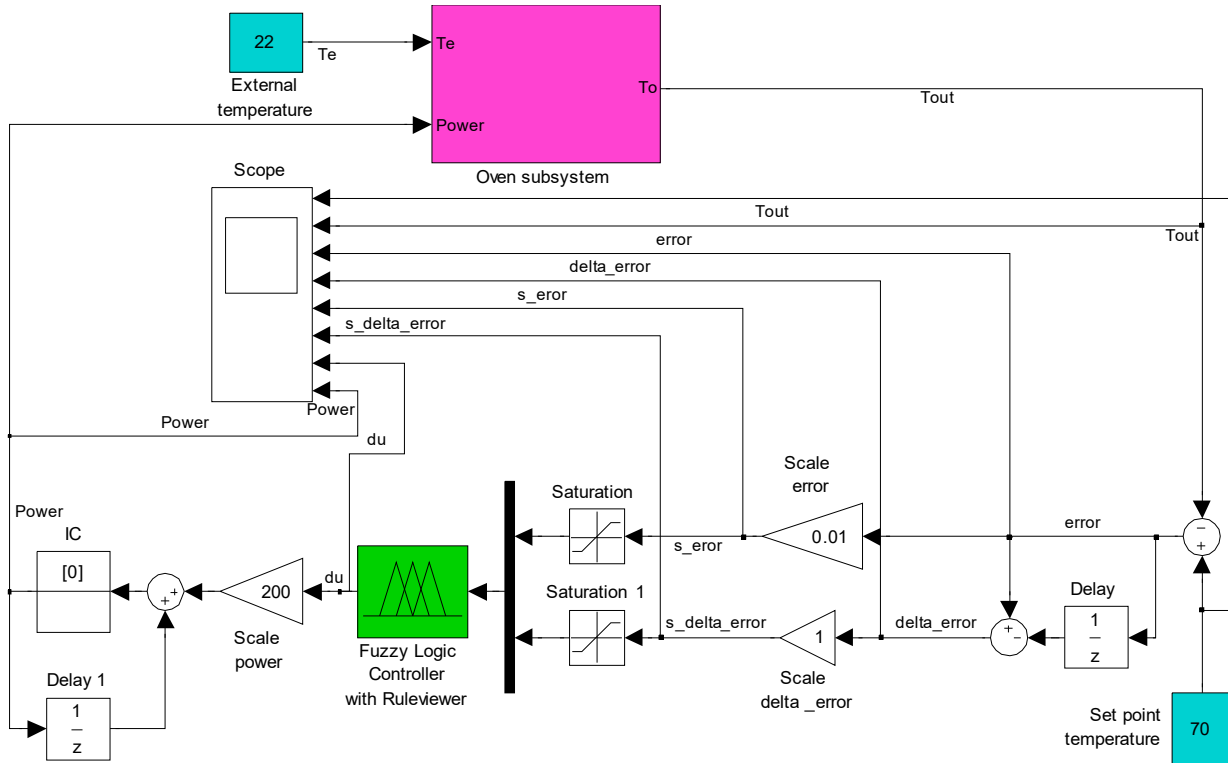 22
Te
External
temperature
Te
Power
To
Oven subsystem
Tout
Scope
Tout
Tout
error
delta_error
s_eror
s_delta_error
Power
Power
du
Power
IC
[0]
+
+
200
Scale
power
du
Fuzzy Logic
Controller
with Ruleviewer
Delay 1
1
z
Saturation
s_eror
Saturation 1
s_delta_error
Scale
error
0.01
1
Scale
delta _error
delta_error
error
+
−
Delay
1
z
−
+
Set point
temperature
70